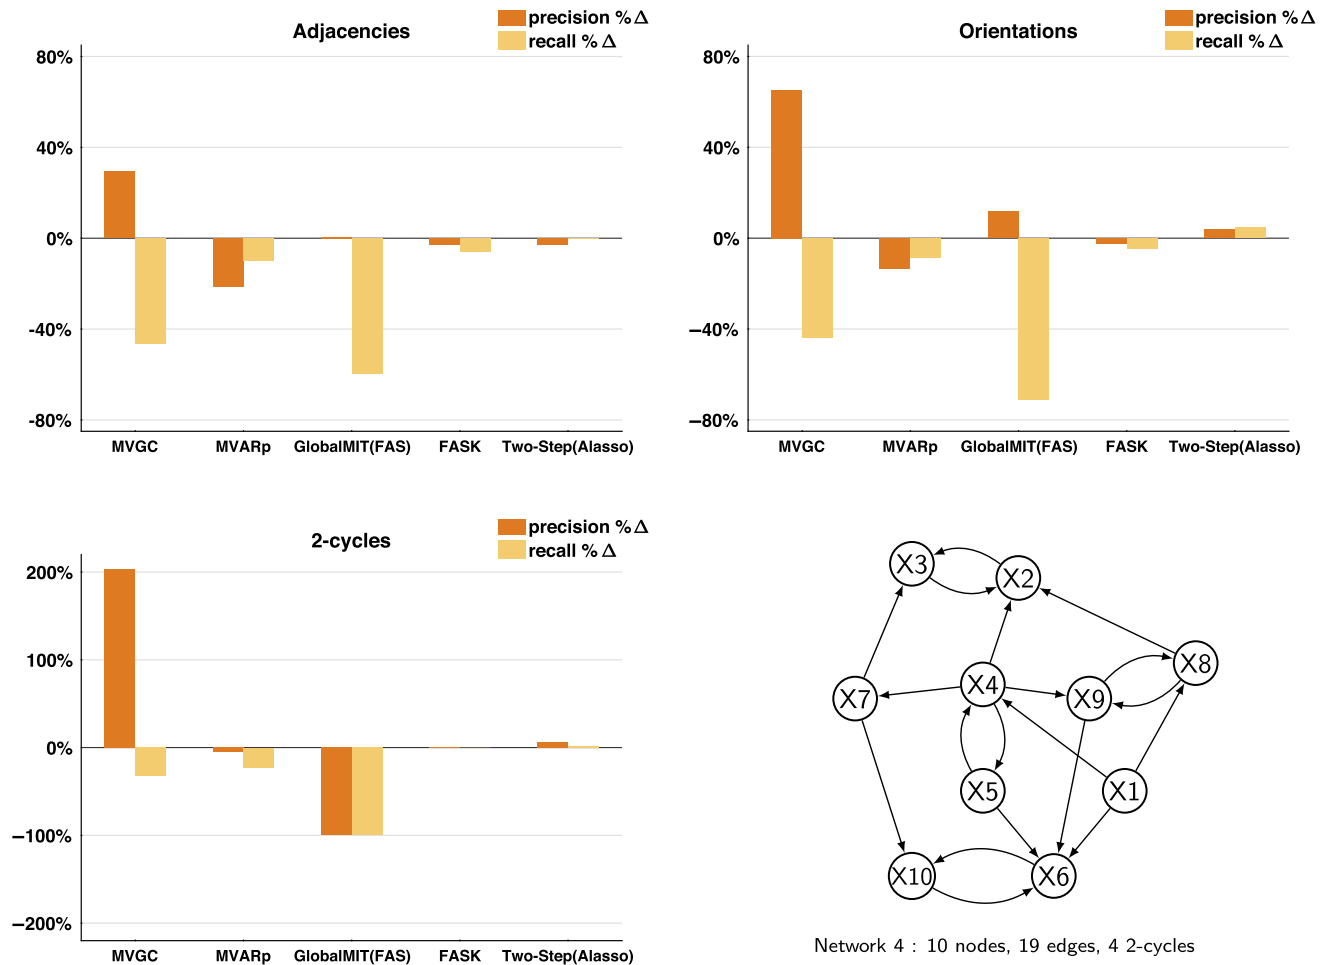 Adjacencies
precision % Δ
recall % Δ
80%
40%
0%
-40%
-80%
MVGC MVARp GlobalMIT(FAS) FASK Two-Step(Alasso)
Orientations
precision % Δ
recall % Δ
80%
40%
0%
−40%
−80%
MVGC MVARp GlobalMIT(FAS) FASK Two-Step(Alasso)
2-cycles
precision % Δ
recall % Δ
200%
100%
0%
−100%
−200%
MVGC MVARp GlobalMIT(FAS) FASK Two-Step(Alasso)
X3
X2
X8
X7
X4
X9
X5
X1
X10
X6
Network 4 : 10 nodes, 19 edges, 4 2-cycles